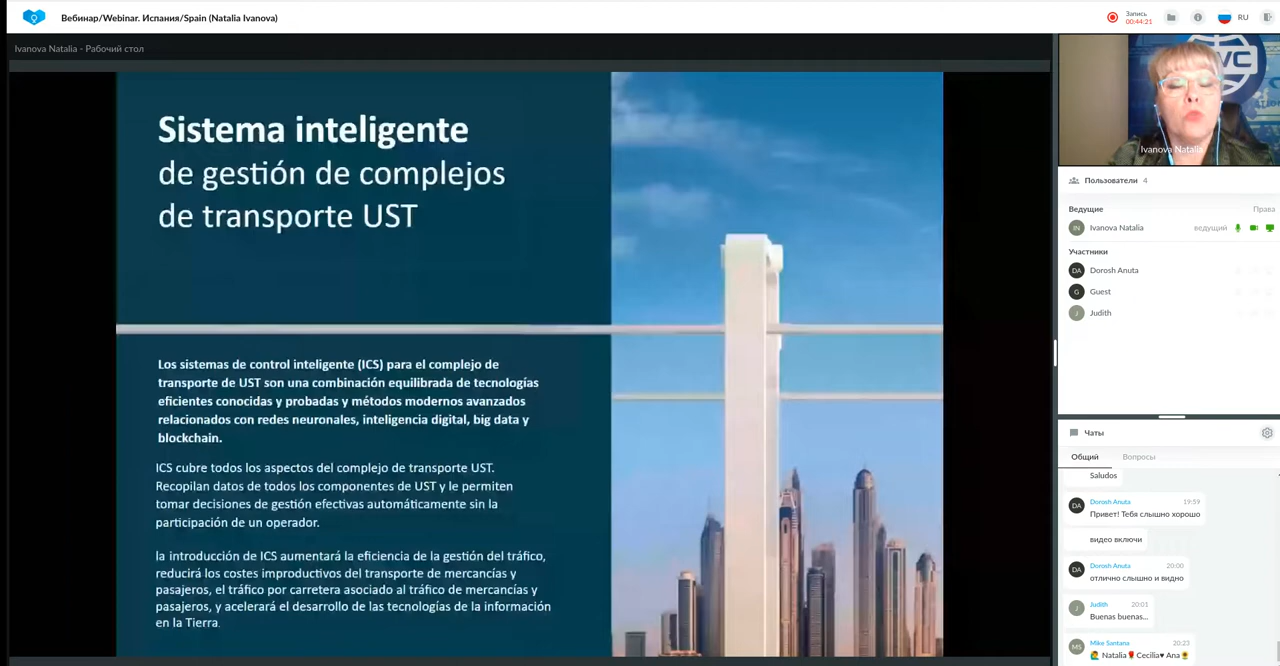 Вебинар/Webinar. Испания/Spain (Natalia Ivanova)
Запись
00:44:21
RU
Ivanova Natalia - Рабочий стол
Sistema inteligente
de gestión de complejos
de transporte UST
Los sistemas de control inteligente (ICS) para el complejo de
transporte de UST son una combinación equilibrada de tecnologías
eficientes conocidas y probadas y métodos modernos avanzados
relacionados con redes neuronales, inteligencia digital, big data y
blockchain.
ICS cubre todos los aspectos del complejo de transporte UST.
Recopilan datos de todos los componentes de UST y le permiten
tomar decisiones de gestión efectivas automáticamente sin la
participación de un operador.
la introducción de ICS aumentará la eficiencia de la gestión del tráfico,
reducirá los costes improductivos del transporte de mercancías y
pasajeros, el tráfico por carretera asociado al tráfico de mercancías y
pasajeros, y acelerará el desarrollo de las tecnologías de la información
en la Tierra.
Ivanova Natalia
Пользователи 4
Ведущие Права
IN Ivanova Natalia ведущий
Участники
DA Dorosh Anuta
G Guest
J Judith
Чаты
Общий Вопросы
Saludos
DA Dorosh Anuta 19:59
Привет! Тебя слышно хорошо
видео включи
DA Dorosh Anuta 20:00
отлично слышно и видно
J Judith 20:01
Buenas buenas...
MS Mike Santana 20:23
🙋‍♂️ Natalia🌹Cecilia♥ Ana🌻